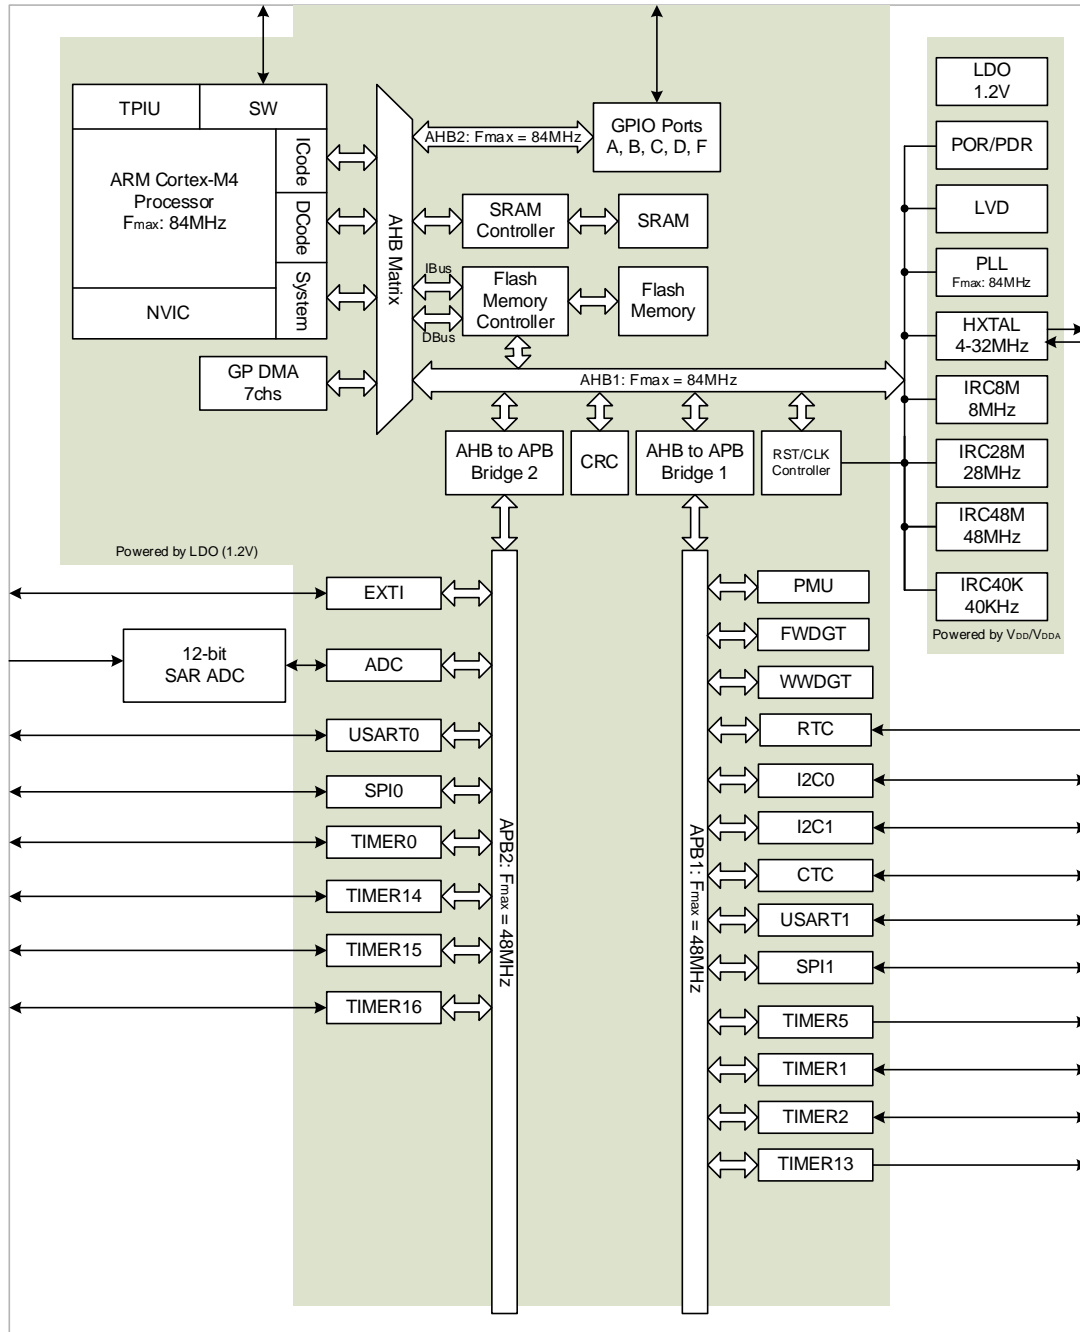 TPIU
SW
ARM Cortex-M4
Processor
Fmax: 84MHz
ICode
DCode
System
NVIC
GP DMA
7chs
AHB Matrix
AHB2: Fmax = 84MHz
GPIO Ports
A, B, C, D, F
SRAM
Controller
SRAM
IBus
DBus
Flash
Memory
Controller
Flash
Memory
AHB1: Fmax = 84MHz
AHB to APB
Bridge 2
CRC
AHB to APB
Bridge 1
RST/CLK
Controller
Powered by LDO (1.2V)
LDO
1.2V
POR/PDR
LVD
PLL
Fmax: 84MHz
HXTAL
4-32MHz
IRC8M
8MHz
IRC28M
28MHz
IRC48M
48MHz
IRC40K
40KHz
Powered by VDD/VDDA
EXTI
12-bit
SAR ADC
ADC
USART0
SPI0
TIMER0
TIMER14
TIMER15
TIMER16
APB2: Fmax = 48MHz
APB1: Fmax = 48MHz
PMU
FWDGT
WWDGT
RTC
I2C0
I2C1
CTC
USART1
SPI1
TIMER5
TIMER1
TIMER2
TIMER13